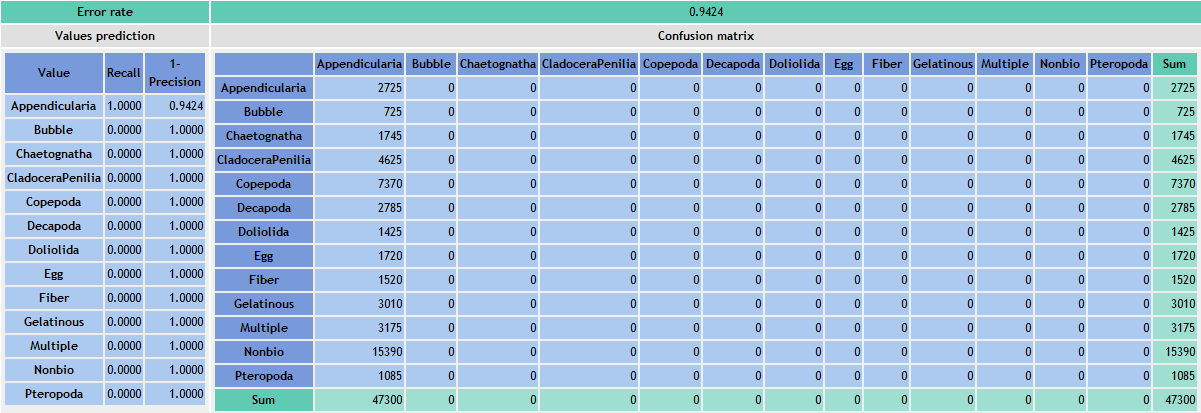 Error rate 0.9424
Values prediction Confusion matrix
Value Recall 1-Precision Appendicularia Bubble Chaetognatha CladoceraPenilia Copepoda Decapoda Doliolida Egg Fiber Gelatinous Multiple Nonbio Pteropoda Sum
Appendicularia 1.0000 0.9424 Appendicularia 2725 0 0 0 0 0 0 0 0 0 0 0 0 2725
Bubble 0.0000 1.0000 Bubble 725 0 0 0 0 0 0 0 0 0 0 0 0 725
Chaetognatha 0.0000 1.0000 Chaetognatha 1745 0 0 0 0 0 0 0 0 0 0 0 0 1745
CladoceraPenilia 0.0000 1.0000 CladoceraPenilia 4625 0 0 0 0 0 0 0 0 0 0 0 0 4625
Copepoda 0.0000 1.0000 Copepoda 7370 0 0 0 0 0 0 0 0 0 0 0 0 7370
Decapoda 0.0000 1.0000 Decapoda 2785 0 0 0 0 0 0 0 0 0 0 0 0 2785
Doliolida 0.0000 1.0000 Doliolida 1425 0 0 0 0 0 0 0 0 0 0 0 0 1425
Egg 0.0000 1.0000 Egg 1720 0 0 0 0 0 0 0 0 0 0 0 0 1720
Fiber 0.0000 1.0000 Fiber 1520 0 0 0 0 0 0 0 0 0 0 0 0 1520
Gelatinous 0.0000 1.0000 Gelatinous 3010 0 0 0 0 0 0 0 0 0 0 0 0 3010
Multiple 0.0000 1.0000 Multiple 3175 0 0 0 0 0 0 0 0 0 0 0 0 3175
Nonbio 0.0000 1.0000 Nonbio 15390 0 0 0 0 0 0 0 0 0 0 0 0 15390
Pteropoda 0.0000 1.0000 Pteropoda 1085 0 0 0 0 0 0 0 0 0 0 0 0 1085
Sum 47300 0 0 0 0 0 0 0 0 0 0 0 0 47300